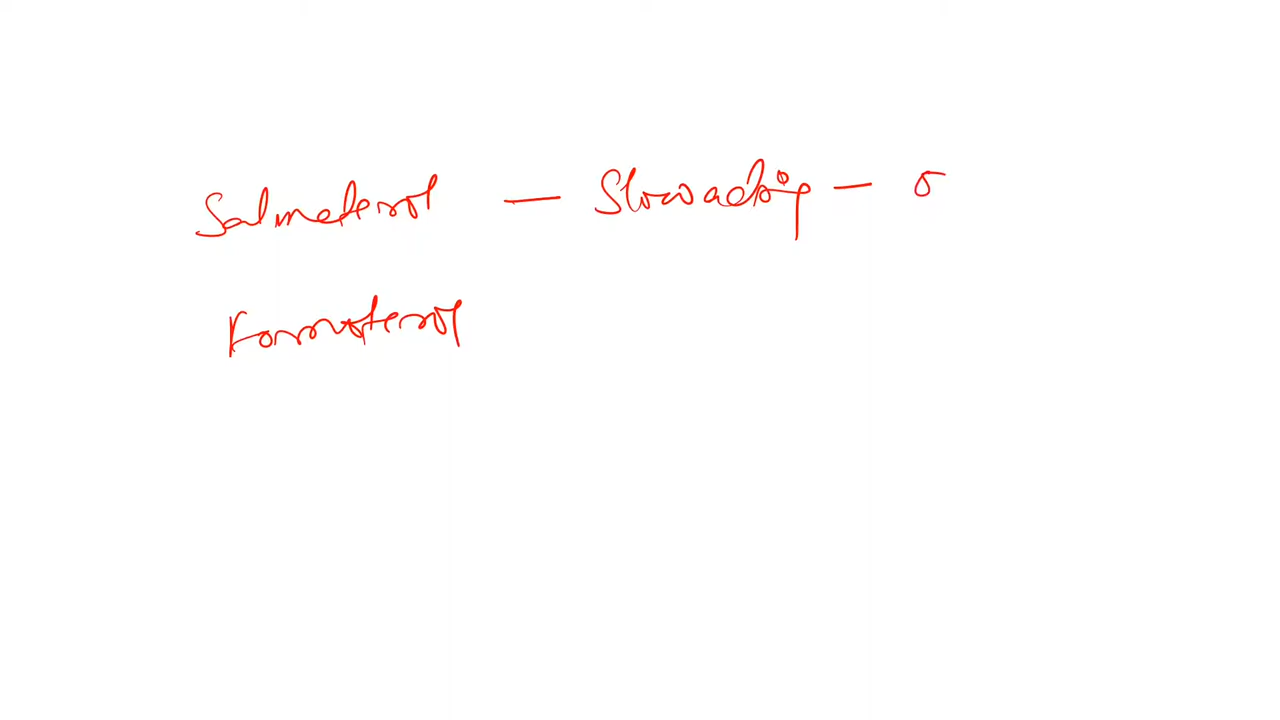 Salmeterol — Slow acting —
Formoterol